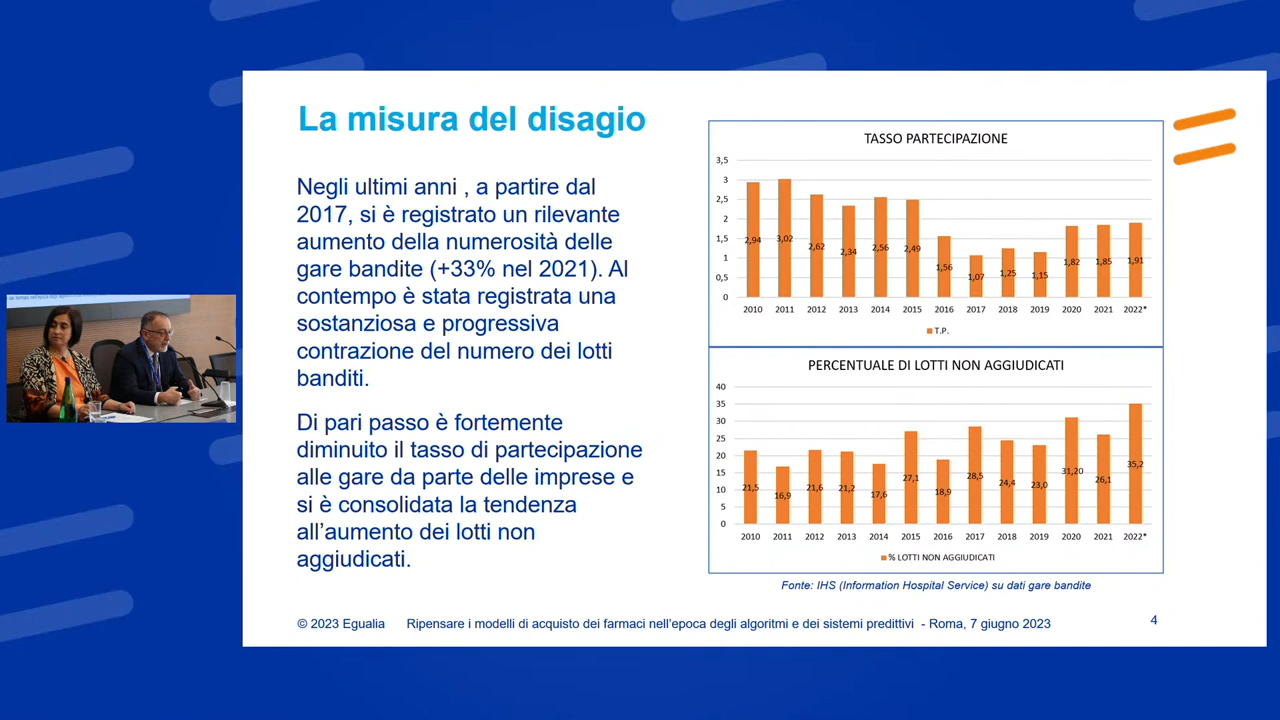 La misura del disagio
Negli ultimi anni , a partire dal
2017, si è registrato un rilevante
aumento della numerosità delle
gare bandite (+33% nel 2021). Al
contempo è stata registrata una
sostanziosa e progressiva
contrazione del numero dei lotti
banditi.
Di pari passo è fortemente
diminuito il tasso di partecipazione
alle gare da parte delle imprese e
si è consolidata la tendenza
all'aumento dei lotti non
aggiudicati.
TASSO PARTECIPAZIONE
3,5
3
2,5
2
1,5
1
0,5
0
2,94 3,02 2,62 2,34 2,56 2,49 1,56 1,07 1,25 1,15 1,82 1,85 1,91
2010 2011 2012 2013 2014 2015 2016 2017 2018 2019 2020 2021 2022*
T.P.
PERCENTUALE DI LOTTI NON AGGIUDICATI
40
35
30
25
20
15
10
5
0
21,5 16,9 21,6 21,2 17,6 27,1 18,9 28,5 24,4 23,0 31,20 26,1 35,2
2010 2011 2012 2013 2014 2015 2016 2017 2018 2019 2020 2021 2022*
% LOTTI NON AGGIUDICATI
Fonte: IHS (Information Hospital Service) su dati gare bandite
© 2023 Egualia Ripensare i modelli di acquisto dei farmaci nell'epoca degli algoritmi e dei sistemi predittivi - Roma, 7 giugno 2023
4